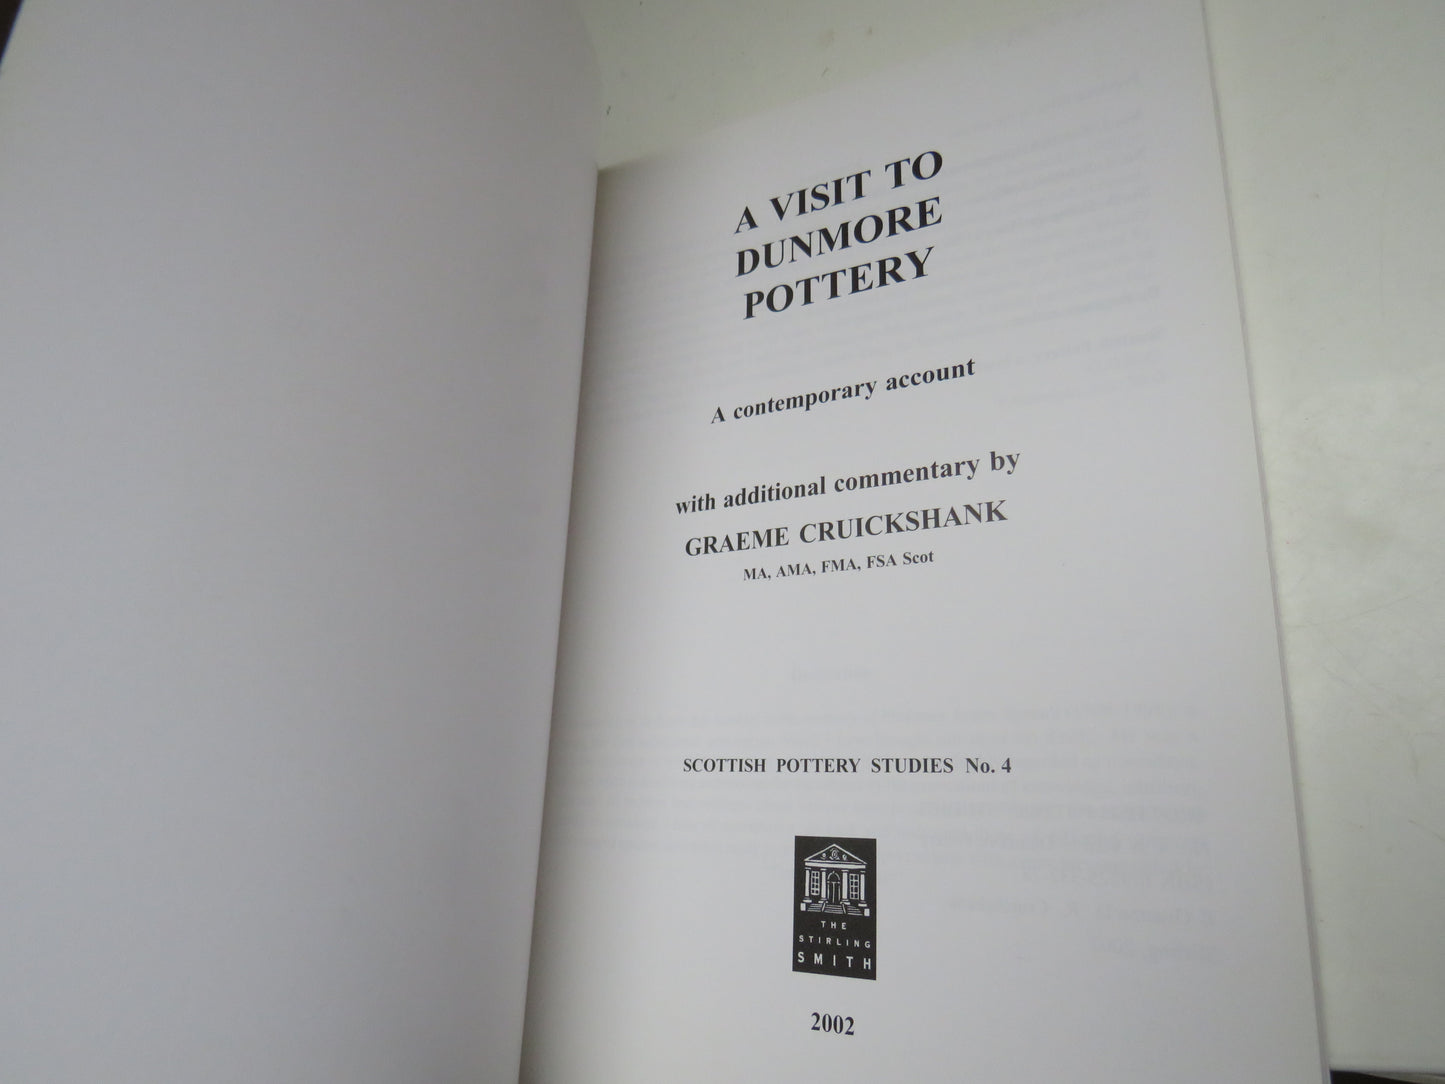 A VISIT TO
DUNMORE
POTTERY
A contemporary account
with additional commentary by
GRAEME CRUICKSHANK
MA, AMA, FMA, FSA Scot
SCOTTISH POTTERY STUDIES No. 4
THE
STIRLING
SMITH
2002